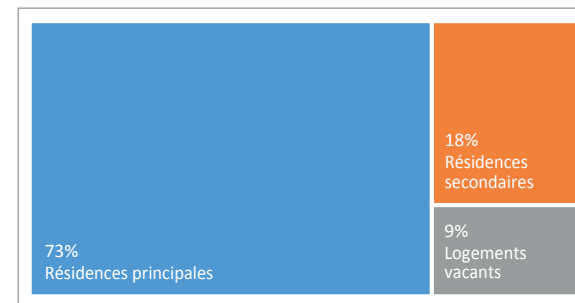 73%
Résidences principales
18%
Résidences
secondaires
9%
Logements
vacants